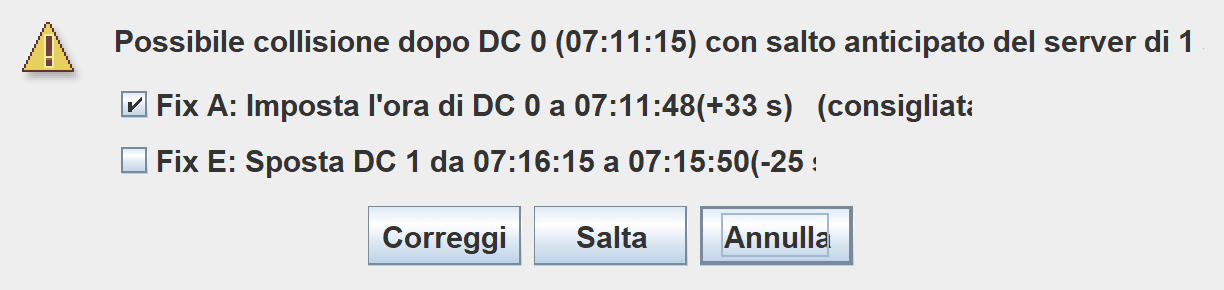 Possibile collisione dopo DC 0 (07:11:15) con salto anticipato del server di 1
Fix A: Imposta l'ora di DC 0 a 07:11:48(+33 s) (consigliata
Fix E: Sposta DC 1 da 07:16:15 a 07:15:50(-25
Correggi Salta Annulla